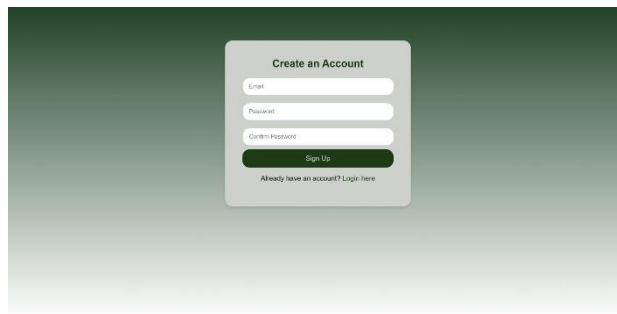 Create an Account
Email
Password
Confirm Password
Sign Up
Already have an account? Login here